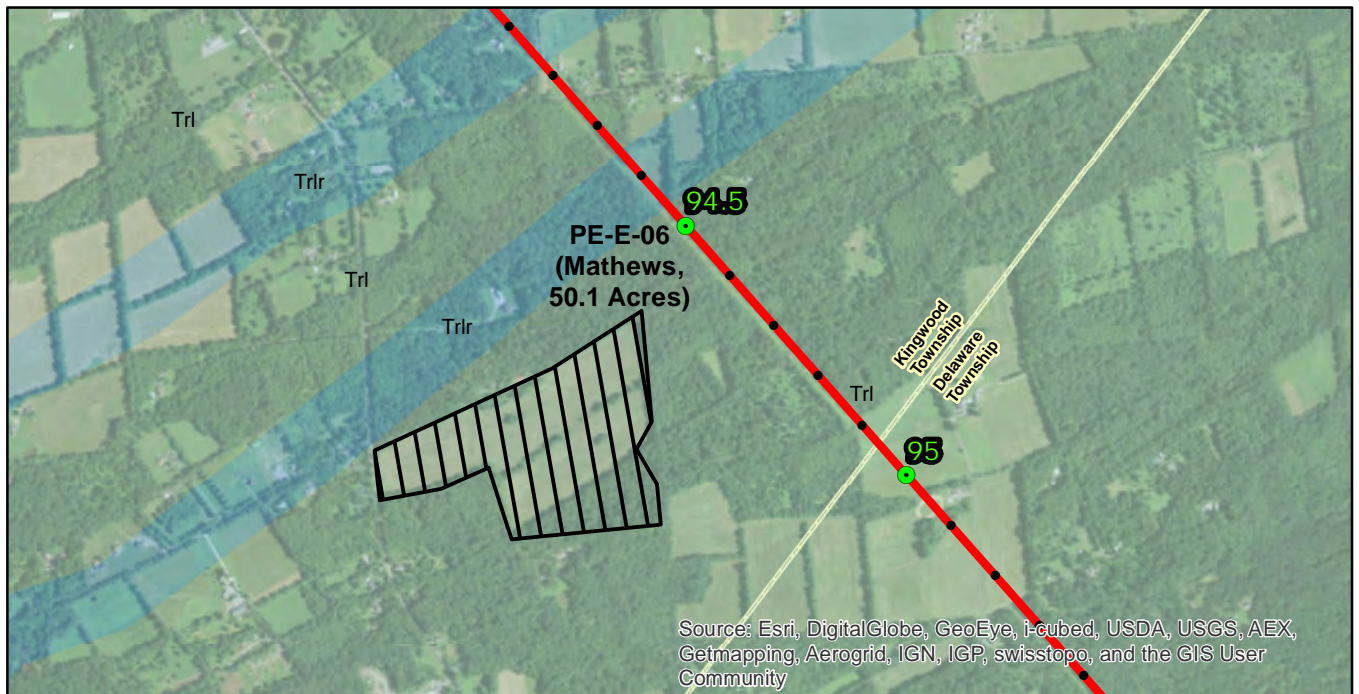 Trl
Trlr
94.5
PE-E-06
(Mathews,
50.1 Acres)
Trl
Trlr
Kingwood
Township
Delaware
Township
Trl
95
Source: Esri, DigitalGlobe, GeoEye, i-cubed, USDA, USGS, AEX,
Getmapping, Aerogrid, IGN, IGP, swisstopo, and the GIS User
Community